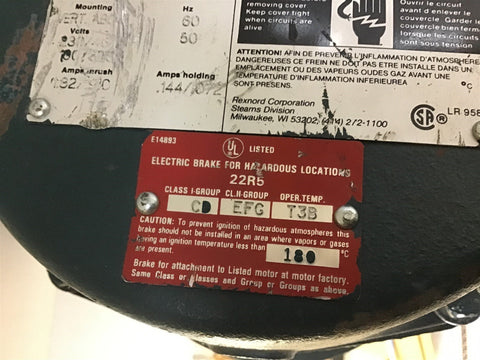 Mounting
VERT ABO
Volts
Hz
60
50
Amps inrush
Amps holding
removing cover
Keep cover tight
when circuits
are alive.
Ouvrir le circuit
couvercle bien
couvercle. Garder le
lorsque les circuits
sont sous tension.
ATTENTION! AFIN DE PREVENIR L'INFLAMMATION D'ATMOSPHERES
DANGEREUSES CE FREIN NE DOIT PAS ETRE INSTALLE DANS UN
EMPLACEMENT OU DES VAPEURS OU DES GAZ AVANT UNE
TEMPERATURE D'INFLAMMATION INFERIEUREA
SONT PRESENTS.
°C
Rexnord Corporation
Stearns Division
Milwaukee, WI 53202, (414) 272-1100
SA
LR 958
E14893
UL LISTED
ELECTRIC BRAKE FOR HAZARDOUS LOCATIONS
22R5
CLASS I-GROUP CL.II-GROUP OPER.TEMP.
CD EFG T3B
CAUTION: To prevent ignition of hazardous atmospheres this
brake should not be installed in an area where vapors or gases
having an ignition temperature less than 180 °C
are present.
Brake for attachment to Listed motor at motor factory.
Same Class or Classes and Group or Groups as above.